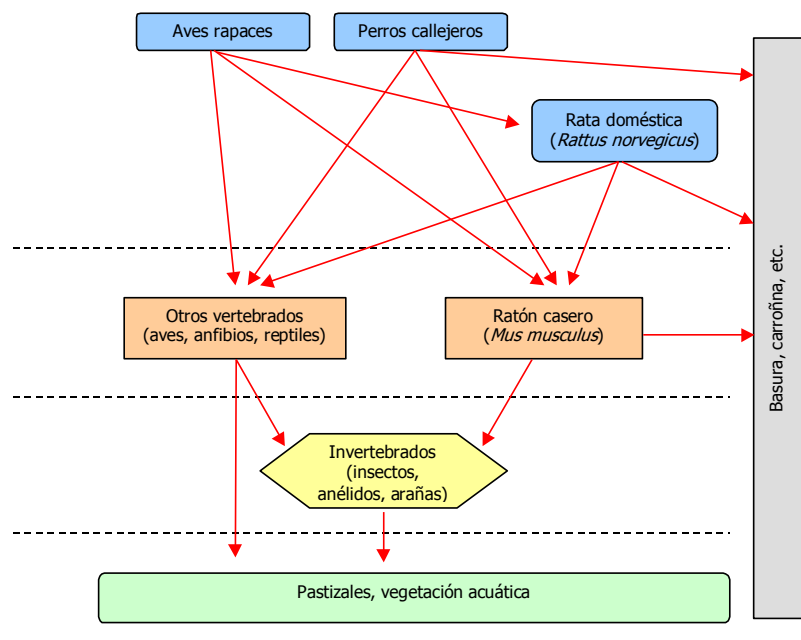 Aves rapaces
Perros callejeros
Rata doméstica
(Rattus norvegicus)
Otros vertebrados
(aves, anfibios, reptiles)
Ratón casero
(Mus musculus)
Basura, carroñna, etc.
Invertebrados
(insectos,
anélidos, arañas)
Pastizales, vegetación acuática